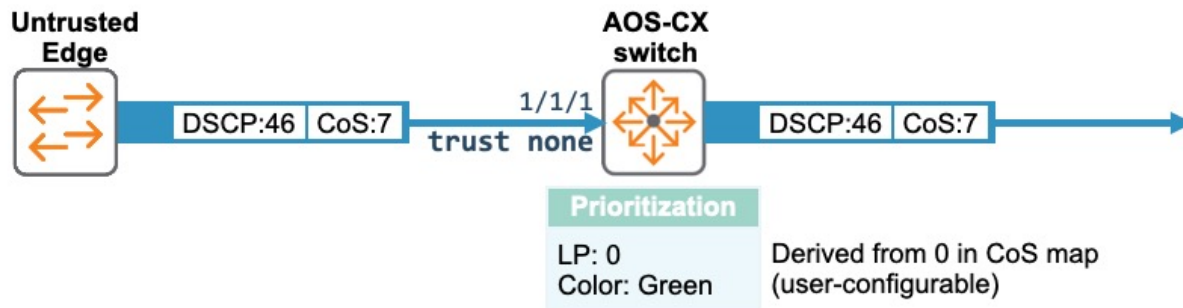 Untrusted
Edge
AOS-CX
switch
DSCP:46 CoS:7
1/1/1
trust none
DSCP:46 CoS:7
Prioritization
LP: 0
Color: Green
Derived from 0 in CoS map
(user-configurable)